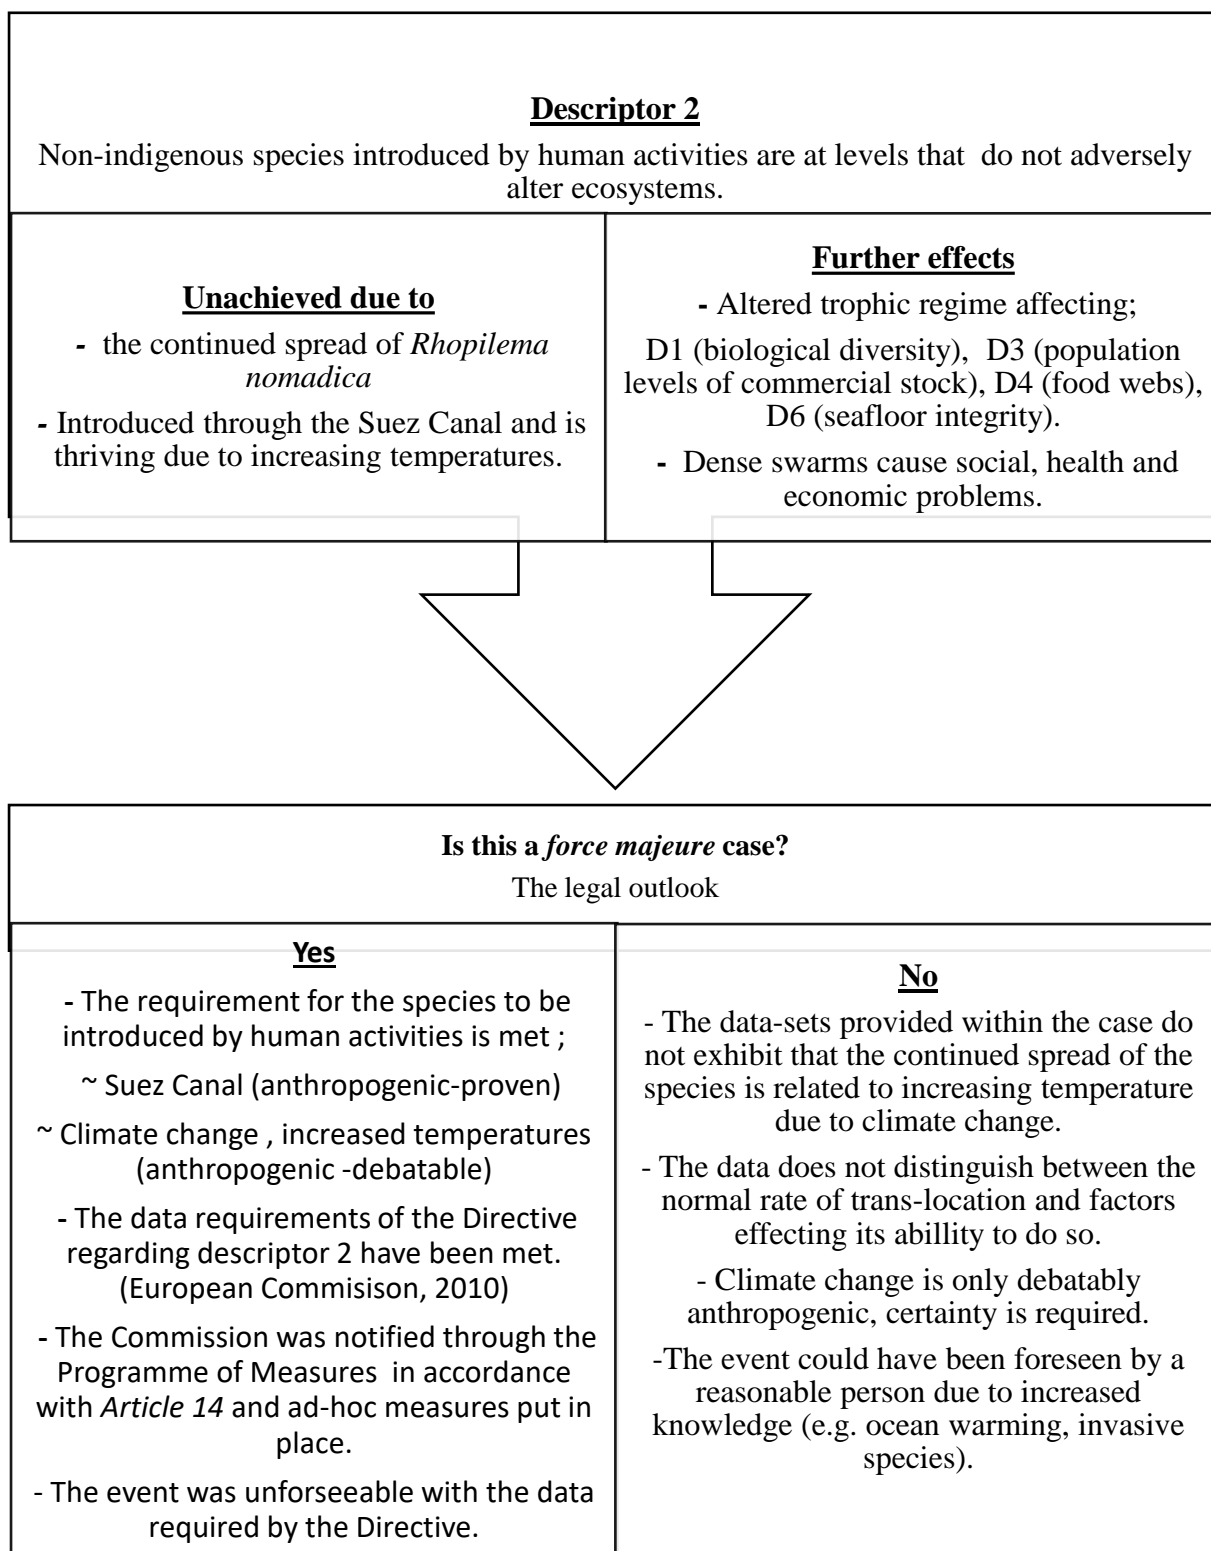 Descriptor 2
Non-indigenous species introduced by human activities are at levels that do not adversely
alter ecosystems.
Unachieved due to
- the continued spread of Rhopilema
nomadica
- Introduced through the Suez Canal and is
thriving due to increasing temperatures.
Further effects
- Altered trophic regime affecting;
D1 (biological diversity), D3 (population
levels of commercial stock), D4 (food webs),
D6 (seafloor integrity).
- Dense swarms cause social, health and
economic problems.
Is this a force majeure case?
The legal outlook
Yes
- The requirement for the species to be
introduced by human activities is met ;
~ Suez Canal (anthropogenic-proven)
~ Climate change , increased temperatures
(anthropogenic -debatable)
- The data requirements of the Directive
regarding descriptor 2 have been met.
(European Commisison, 2010)
- The Commission was notified through the
Programme of Measures in accordance
with Article 14 and ad-hoc measures put in
place.
- The event was unforseeable with the data
required by the Directive.
No
- The data-sets provided within the case do
not exhibit that the continued spread of the
species is related to increasing temperature
due to climate change.
- The data does not distinguish between the
normal rate of trans-location and factors
effecting its abillity to do so.
- Climate change is only debatably
anthropogenic, certainty is required.
-The event could have been foreseen by a
reasonable person due to increased
knowledge (e.g. ocean warming, invasive
species).